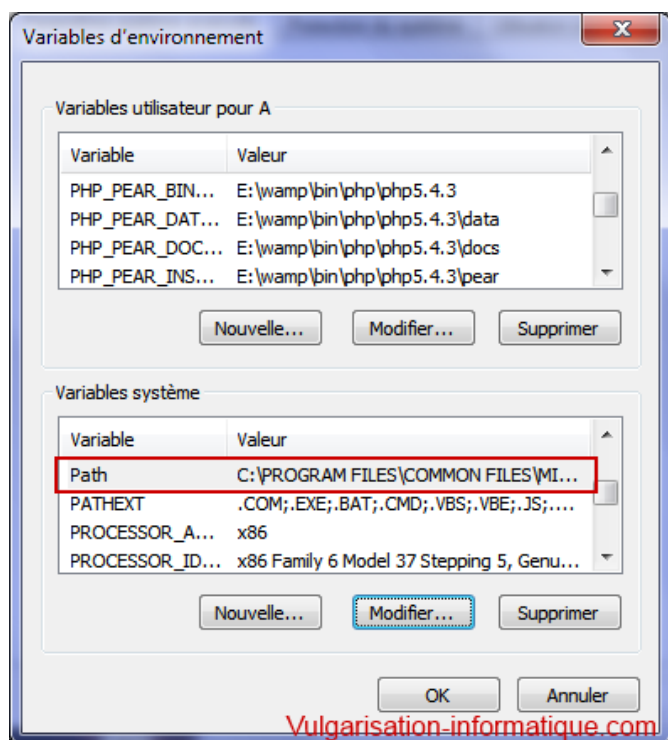 Variables d'environnement
Variables utilisateur pour A
Variable Valeur
PHP_PEAR_BIN... E:\wamp\bin\php\php5.4.3
PHP_PEAR_DAT... E:\wamp\bin\php\php5.4.3\data
PHP_PEAR_DOC... E:\wamp\bin\php\php5.4.3\docs
PHP_PEAR_INS... E:\wamp\bin\php\php5.4.3\pear
Nouvelle... Modifier... Supprimer
Variables système
Variable Valeur
Path C:\PROGRAM FILES\COMMON FILES\MI...
PATHEXT .COM;.EXE;.BAT;.CMD;.VBS;.VBE;.JS;....
PROCESSOR_A... x86
PROCESSOR_ID... x86 Family 6 Model 37 Stepping 5, Genu...
Nouvelle... Modifier... Supprimer
OK Annuler
Vulgarisation-informatique.com